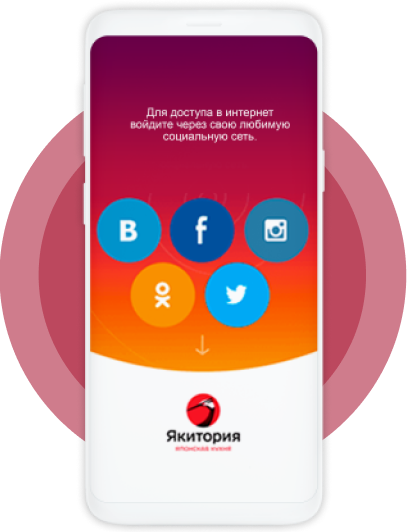 Для доступа в интернет
войдите через свою любимую
социальную сеть.
B f
Якитория
японская кухня